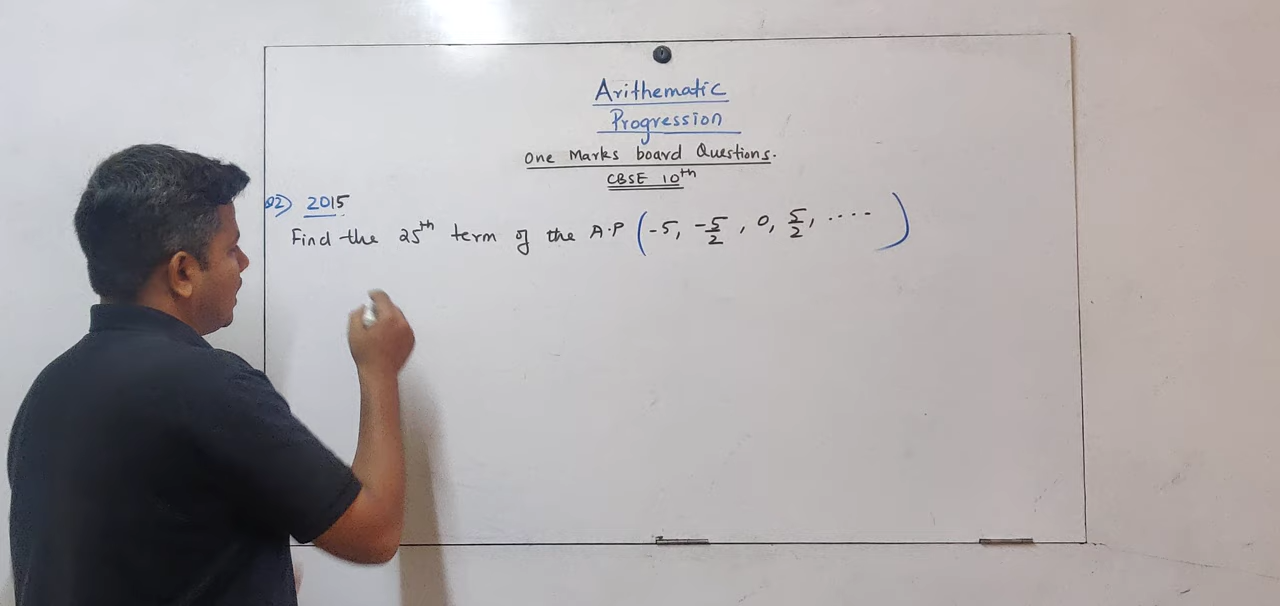 Arithematic
Progression
One Marks board Questions.
CBSE 10th
02) 2015
Find the 25th term of the A.P (-5, -5/2, 0, 5/2, ....)